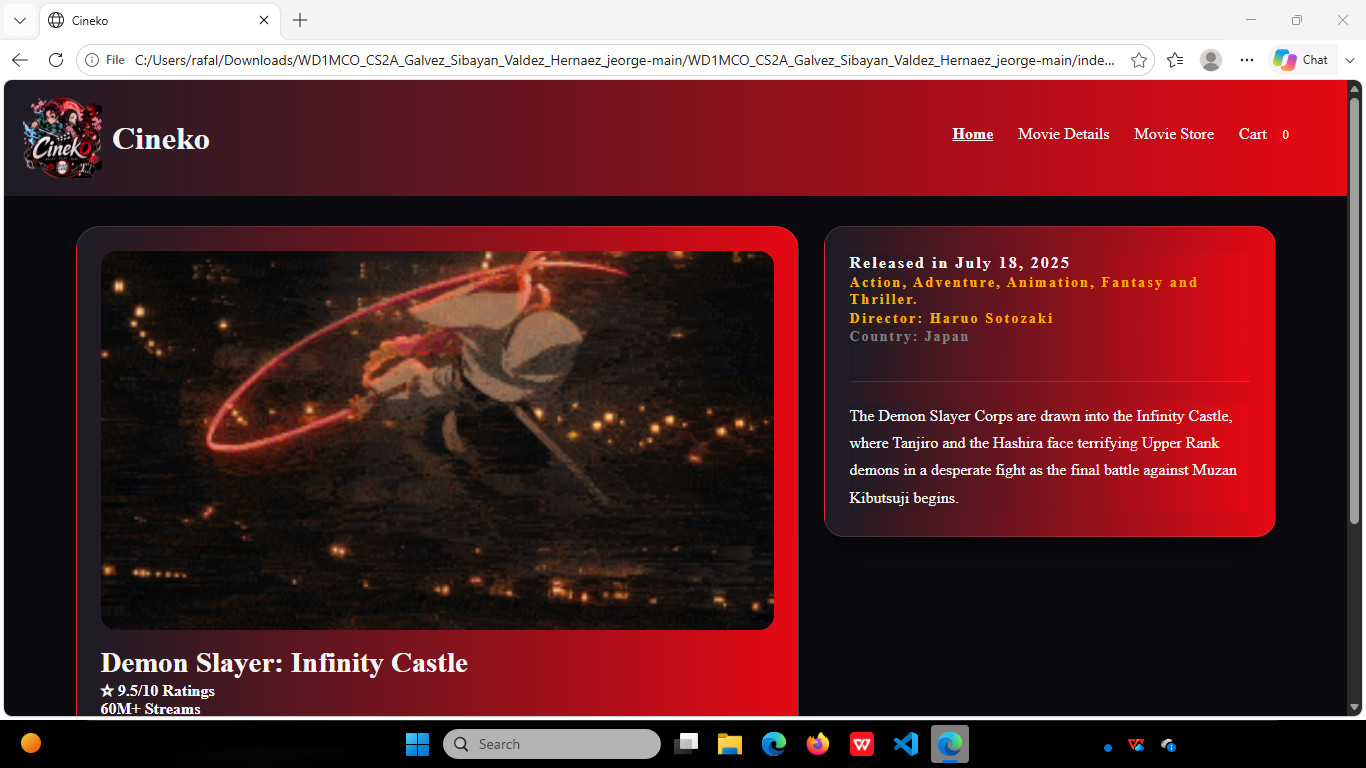 Cineko
File C:/Users/rafal/Downloads/WD1MCO_CS2A_Galvez_Sibayan_Valdez_Hernaez_jeorge-main/WD1MCO_CS2A_Galvez_Sibayan_Valdez_Hernaez_jeorge-main/inde...
Chat
Cineko
Cineko
Home Movie Details Movie Store Cart 0
Released in July 18, 2025
Action, Adventure, Animation, Fantasy and
Thriller.
Director: Haruo Sotozaki
Country: Japan
The Demon Slayer Corps are drawn into the Infinity Castle,
where Tanjiro and the Hashira face terrifying Upper Rank
demons in a desperate fight as the final battle against Muzan
Kibutsuji begins.
Demon Slayer: Infinity Castle
☆ 9.5/10 Ratings
60M+ Streams
Search